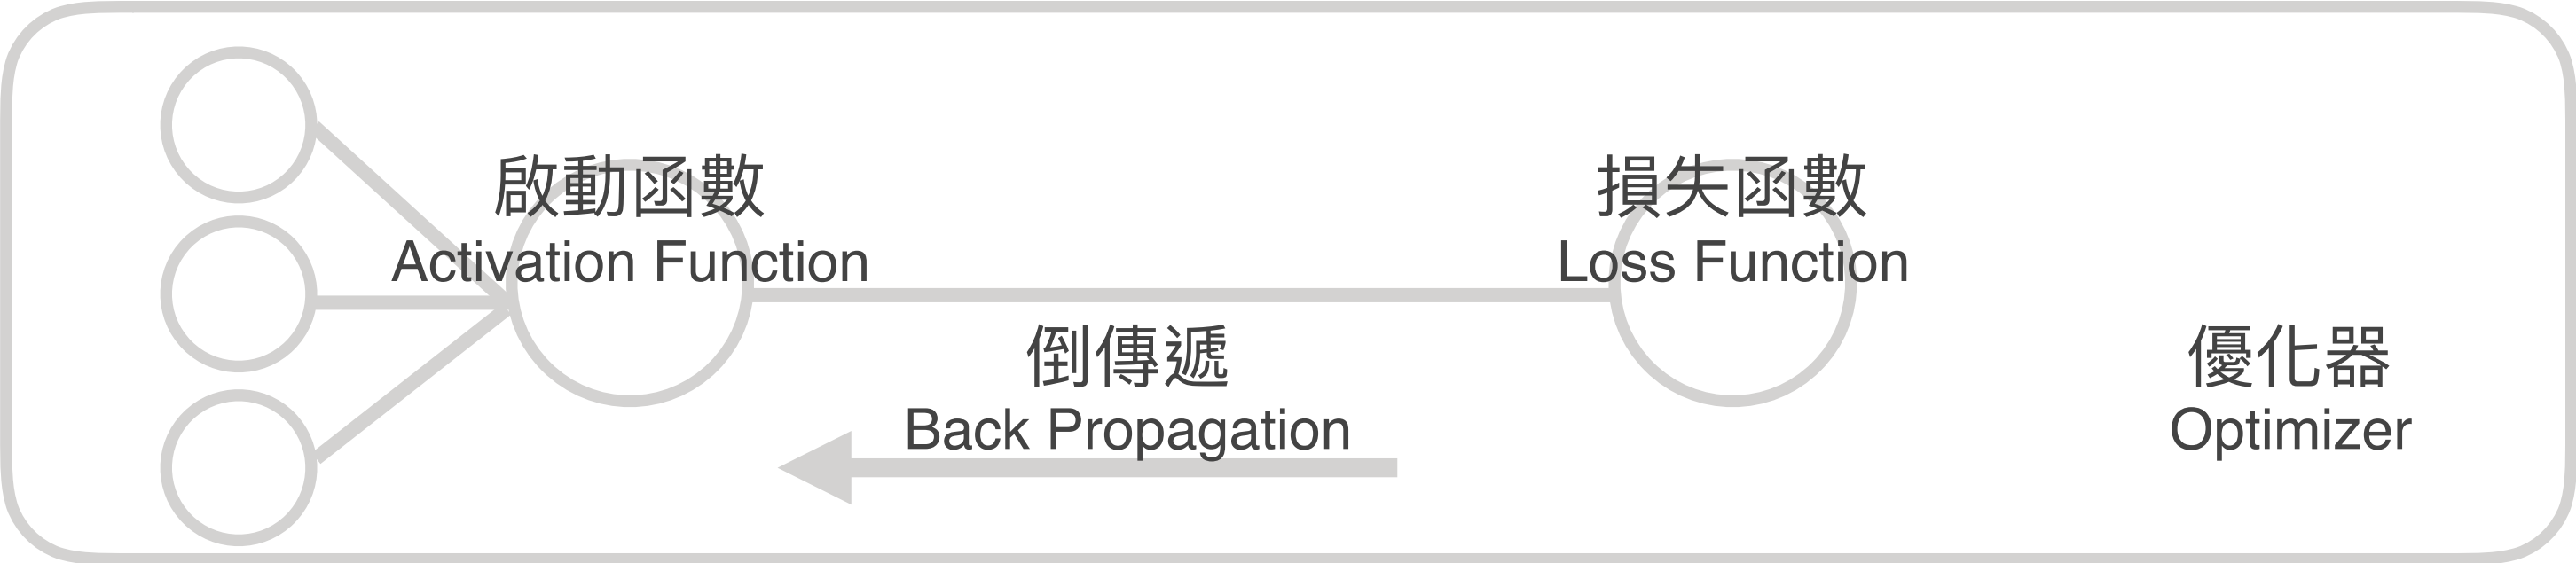 啟動函數
Activation Function
損失函數
Loss Function
倒傳遞
Back Propagation
優化器
Optimizer